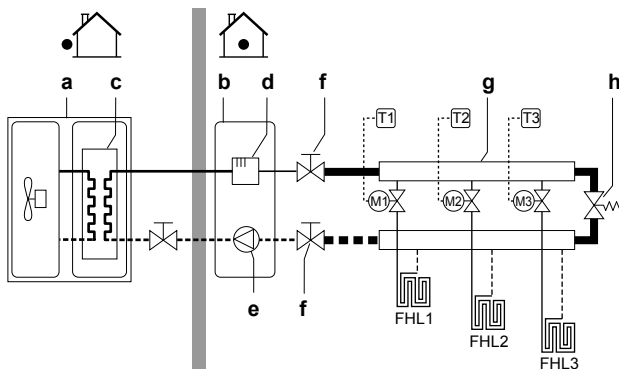 a c b d f g h
T1 T2 T3
M1 M2 M3
e f
FHL1
FHL2
FHL3